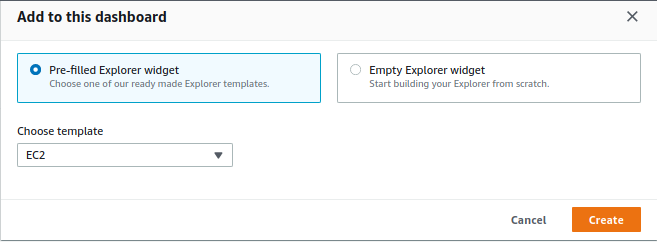 Add to this dashboard
Pre-filled Explorer widget
Choose one of our ready made Explorer templates.
Empty Explorer widget
Start building your Explorer from scratch.
Choose template
EC2
Cancel
Create